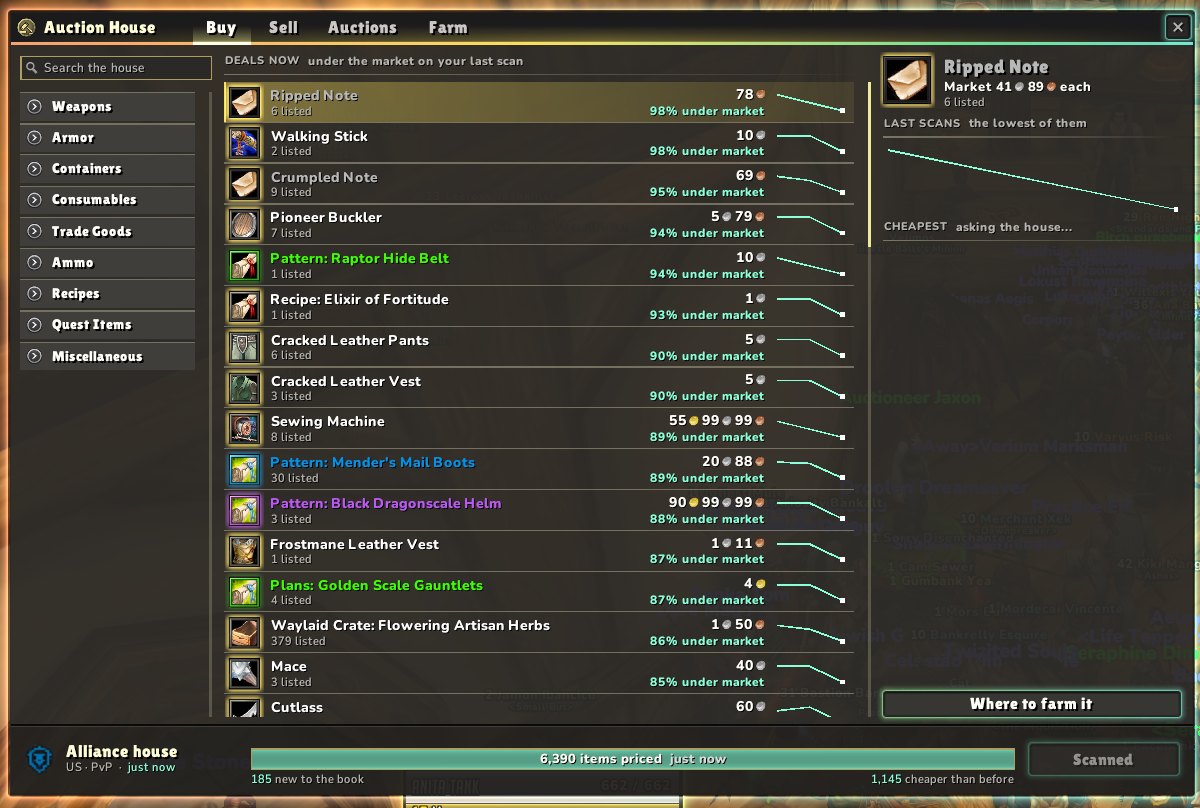 Auction House
Buy
Sell
Auctions
Farm
Search the house
Weapons
Armor
Containers
Consumables
Trade Goods
Ammo
Recipes
Quest Items
Miscellaneous
DEALS NOW under the market on your last scan
Ripped Note 78
6 listed 98% under market
Walking Stick 10
2 listed 98% under market
Crumpled Note 69
9 listed 95% under market
Pioneer Buckler 5 79
7 listed 94% under market
Pattern: Raptor Hide Belt 10
1 listed 94% under market
Recipe: Elixir of Fortitude 1
1 listed 93% under market
Cracked Leather Pants 5
6 listed 90% under market
Cracked Leather Vest 5
3 listed 90% under market
Sewing Machine 55 99 99
8 listed 89% under market
Pattern: Mender's Mail Boots 20 88
30 listed 89% under market
Pattern: Black Dragonscale Helm 90 99 99
3 listed 88% under market
Frostmane Leather Vest 1 11
1 listed 87% under market
Plans: Golden Scale Gauntlets 4
4 listed 87% under market
Waylaid Crate: Flowering Artisan Herbs 1 50
379 listed 86% under market
Mace 40
3 listed 85% under market
Cutlass 60
Ripped Note
Market 41 89 each
6 listed
LAST SCANS the lowest of them
CHEAPEST asking the house...
Auctioneer Jaxon
Where to farm it
Alliance house
US · PvP · just now
6,390 items priced just now
185 new to the book
1,145 cheaper than before
Scanned
662 / 662